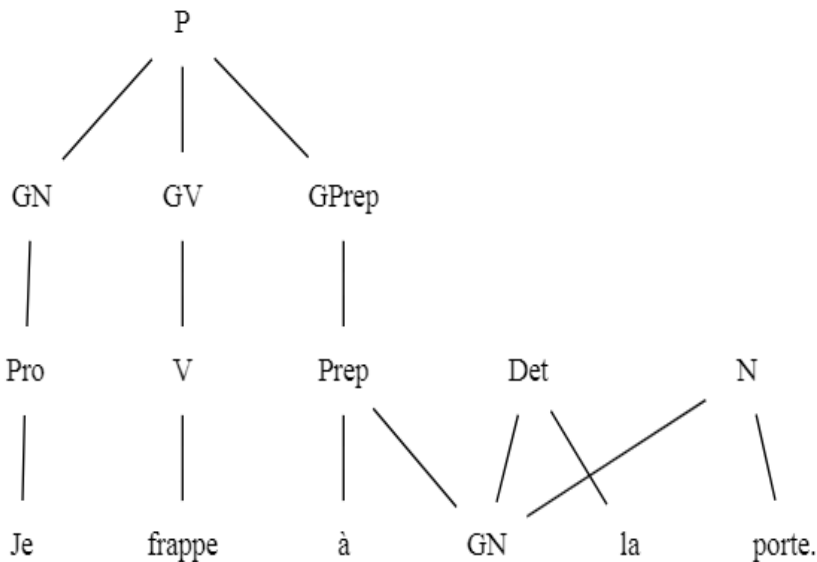 P
GN GV GPrep
Pro V Prep Det N
Je frappe à GN la porte.